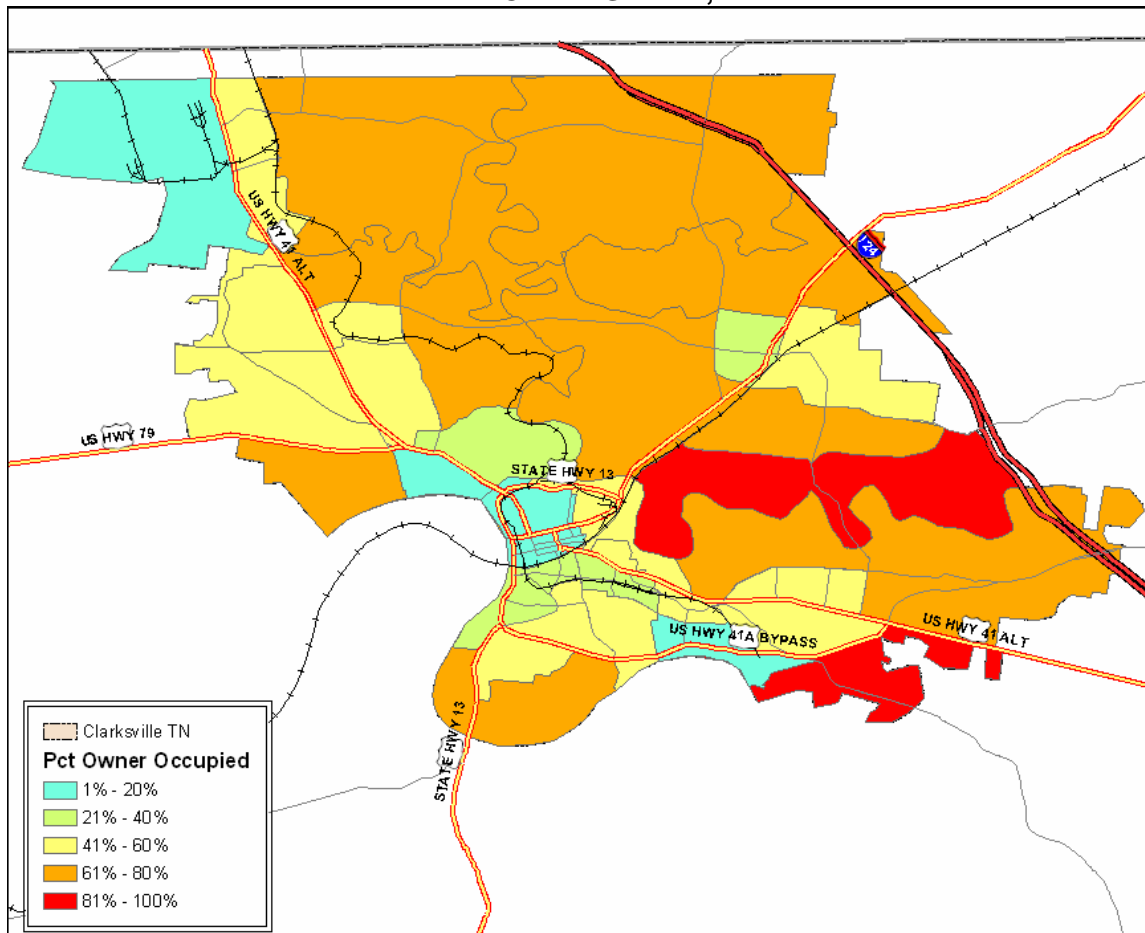 124
US HWY 41 ALT
US HWY 79
STATE HWY 13
US HWY 41A BYPASS
US HWY 41 ALT
STATE HWY 13
Clarksville TN
Pct Owner Occupied
1% - 20%
21% - 40%
41% - 60%
61% - 80%
81% - 100%